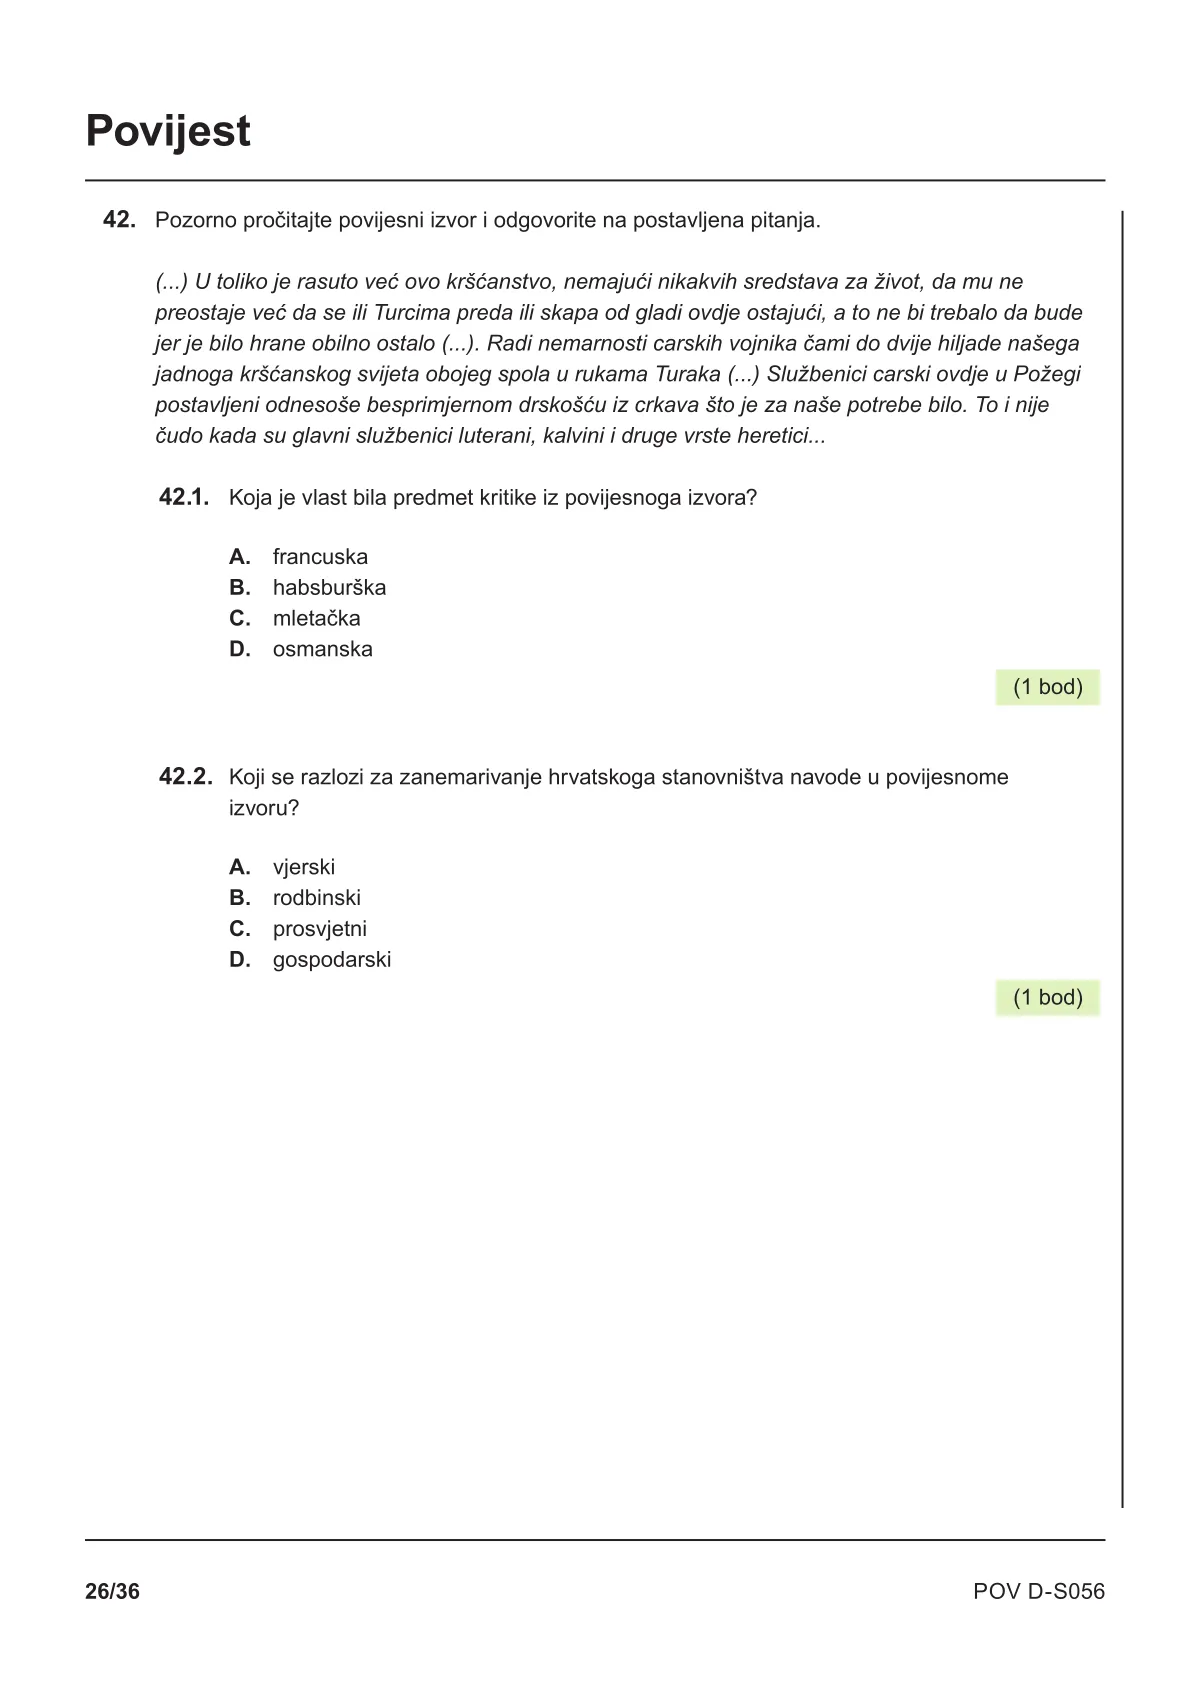 Povijest
42. Pozorno pročitajte povijesni izvor i odgovorite na postavljena pitanja.
(...) U toliko je rasuto već ovo kršćanstvo, nemajući nikakvih sredstava za život, da mu ne
preostaje već da se ili Turcima preda ili skapa od gladi ovdje ostajući, a to ne bi trebalo da bude
jer je bilo hrane obilno ostalo (...). Radi nemarnosti carskih vojnika čami do dvije hiljade našega
jadnoga kršćanskog svijeta obojeg spola u rukama Turaka (...) Službenici carski ovdje u Požegi
postavljeni odnesoše besprimjernom drskošću iz crkava što je za naše potrebe bilo. To i nije
čudo kada su glavni službenici luterani, kalvini i druge vrste heretici...
42.1. Koja je vlast bila predmet kritike iz povijesnoga izvora?
A. francuska
B. habsburška
C. mletačka
D. osmanska
(1 bod)
42.2. Koji se razlozi za zanemarivanje hrvatskoga stanovništva navode u povijesnome
izvoru?
A. vjerski
B. rodbinski
C. prosvjetni
D. gospodarski
(1 bod)
26/36
POV D-S056